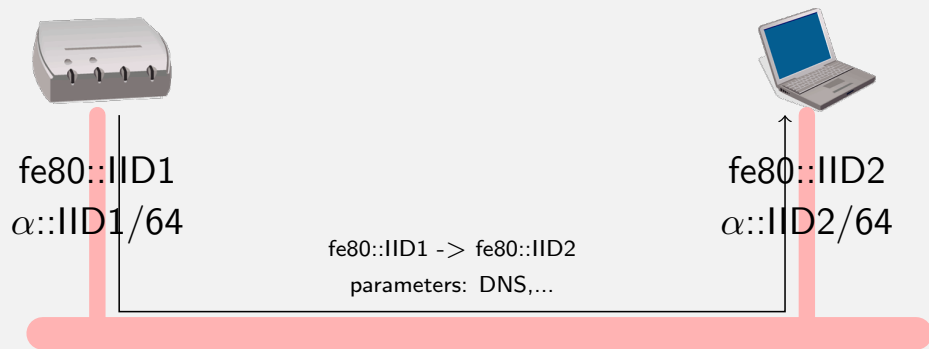 fe80::IID1
α::IID1/64
fe80::IID2
α::IID2/64
fe80::IID1 -> fe80::IID2
parameters: DNS,...